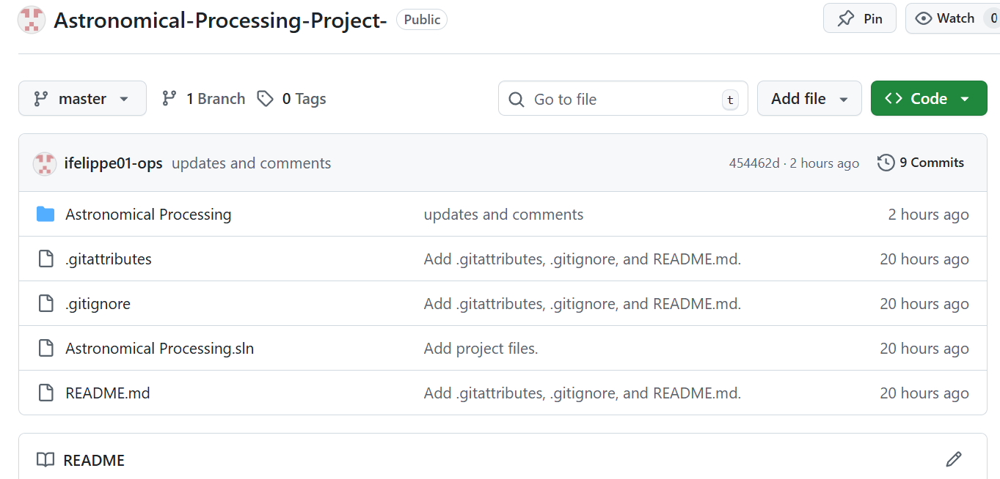 Astronomical-Processing-Project- Public Pin Watch 0
master 1 Branch 0 Tags Go to file t Add file Code
ifelippe01-ops updates and comments 454462d · 2 hours ago 9 Commits
Astronomical Processing updates and comments 2 hours ago
.gitattributes Add .gitattributes, .gitignore, and README.md. 20 hours ago
.gitignore Add .gitattributes, .gitignore, and README.md. 20 hours ago
Astronomical Processing.sln Add project files. 20 hours ago
README.md Add .gitattributes, .gitignore, and README.md. 20 hours ago
README